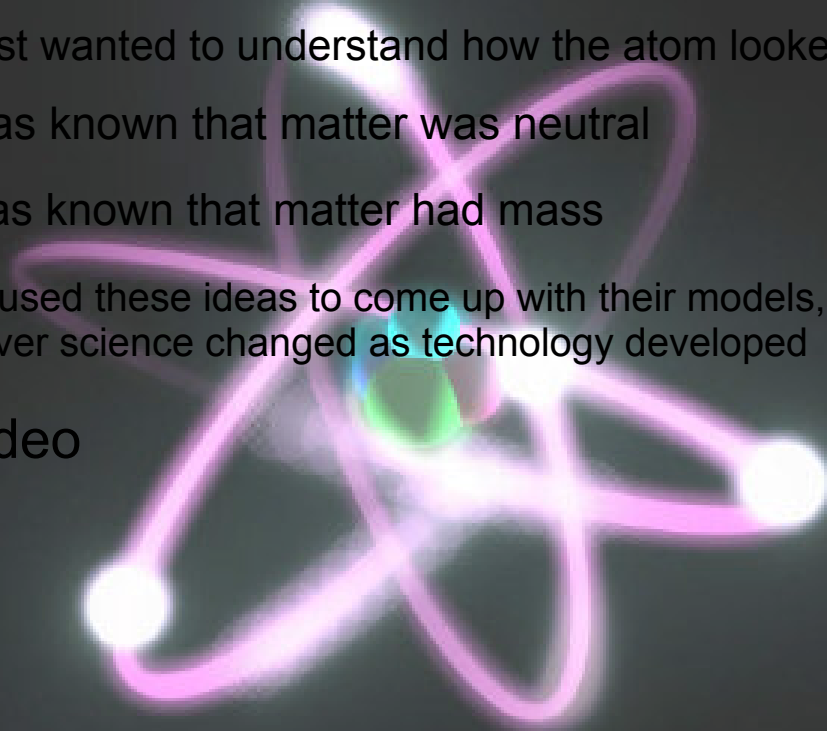 st wanted to understand how the atom looke
as known that matter was neutral
as known that matter had mass
used these ideas to come up with their models,
ver science changed as technology developed
deo